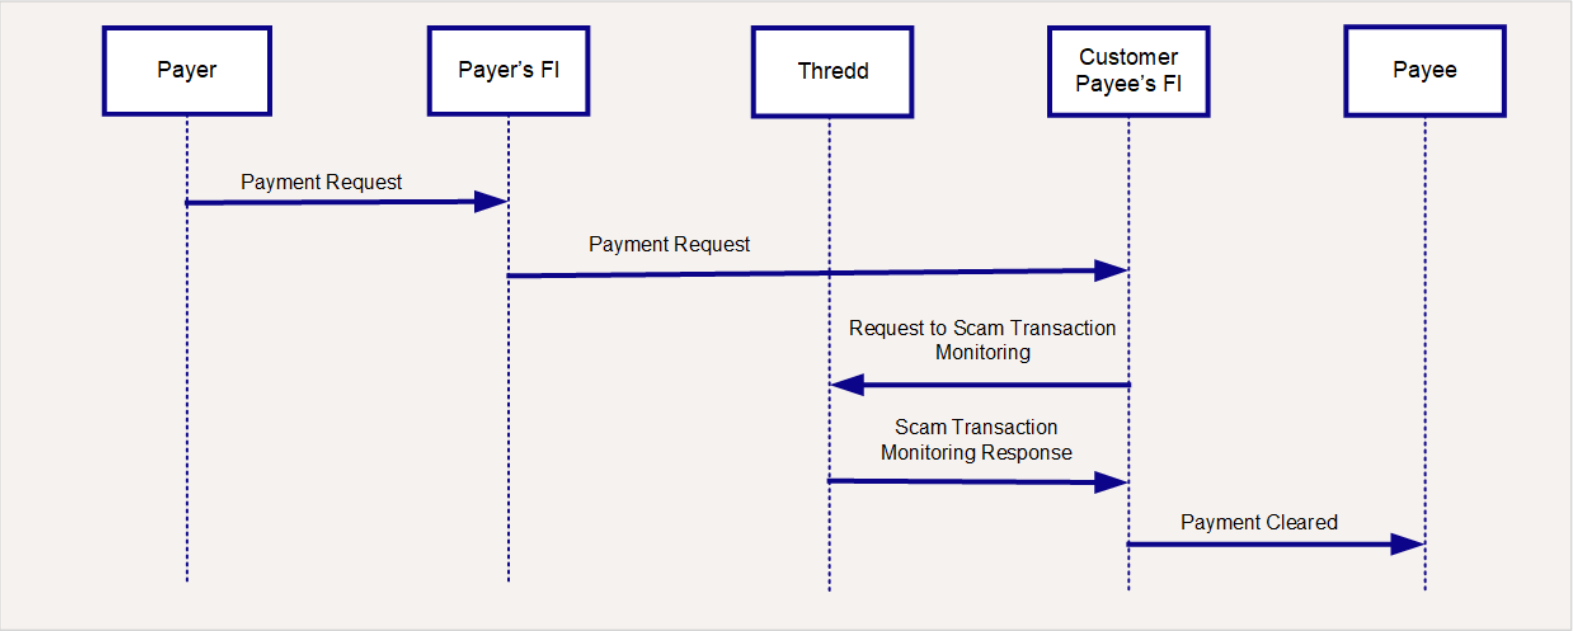 Payer
Payer's FI
Thredd
Customer
Payee's FI
Payee
Payment Request
Payment Request
Request to Scam Transaction
Monitoring
Scam Transaction
Monitoring Response
Payment Cleared